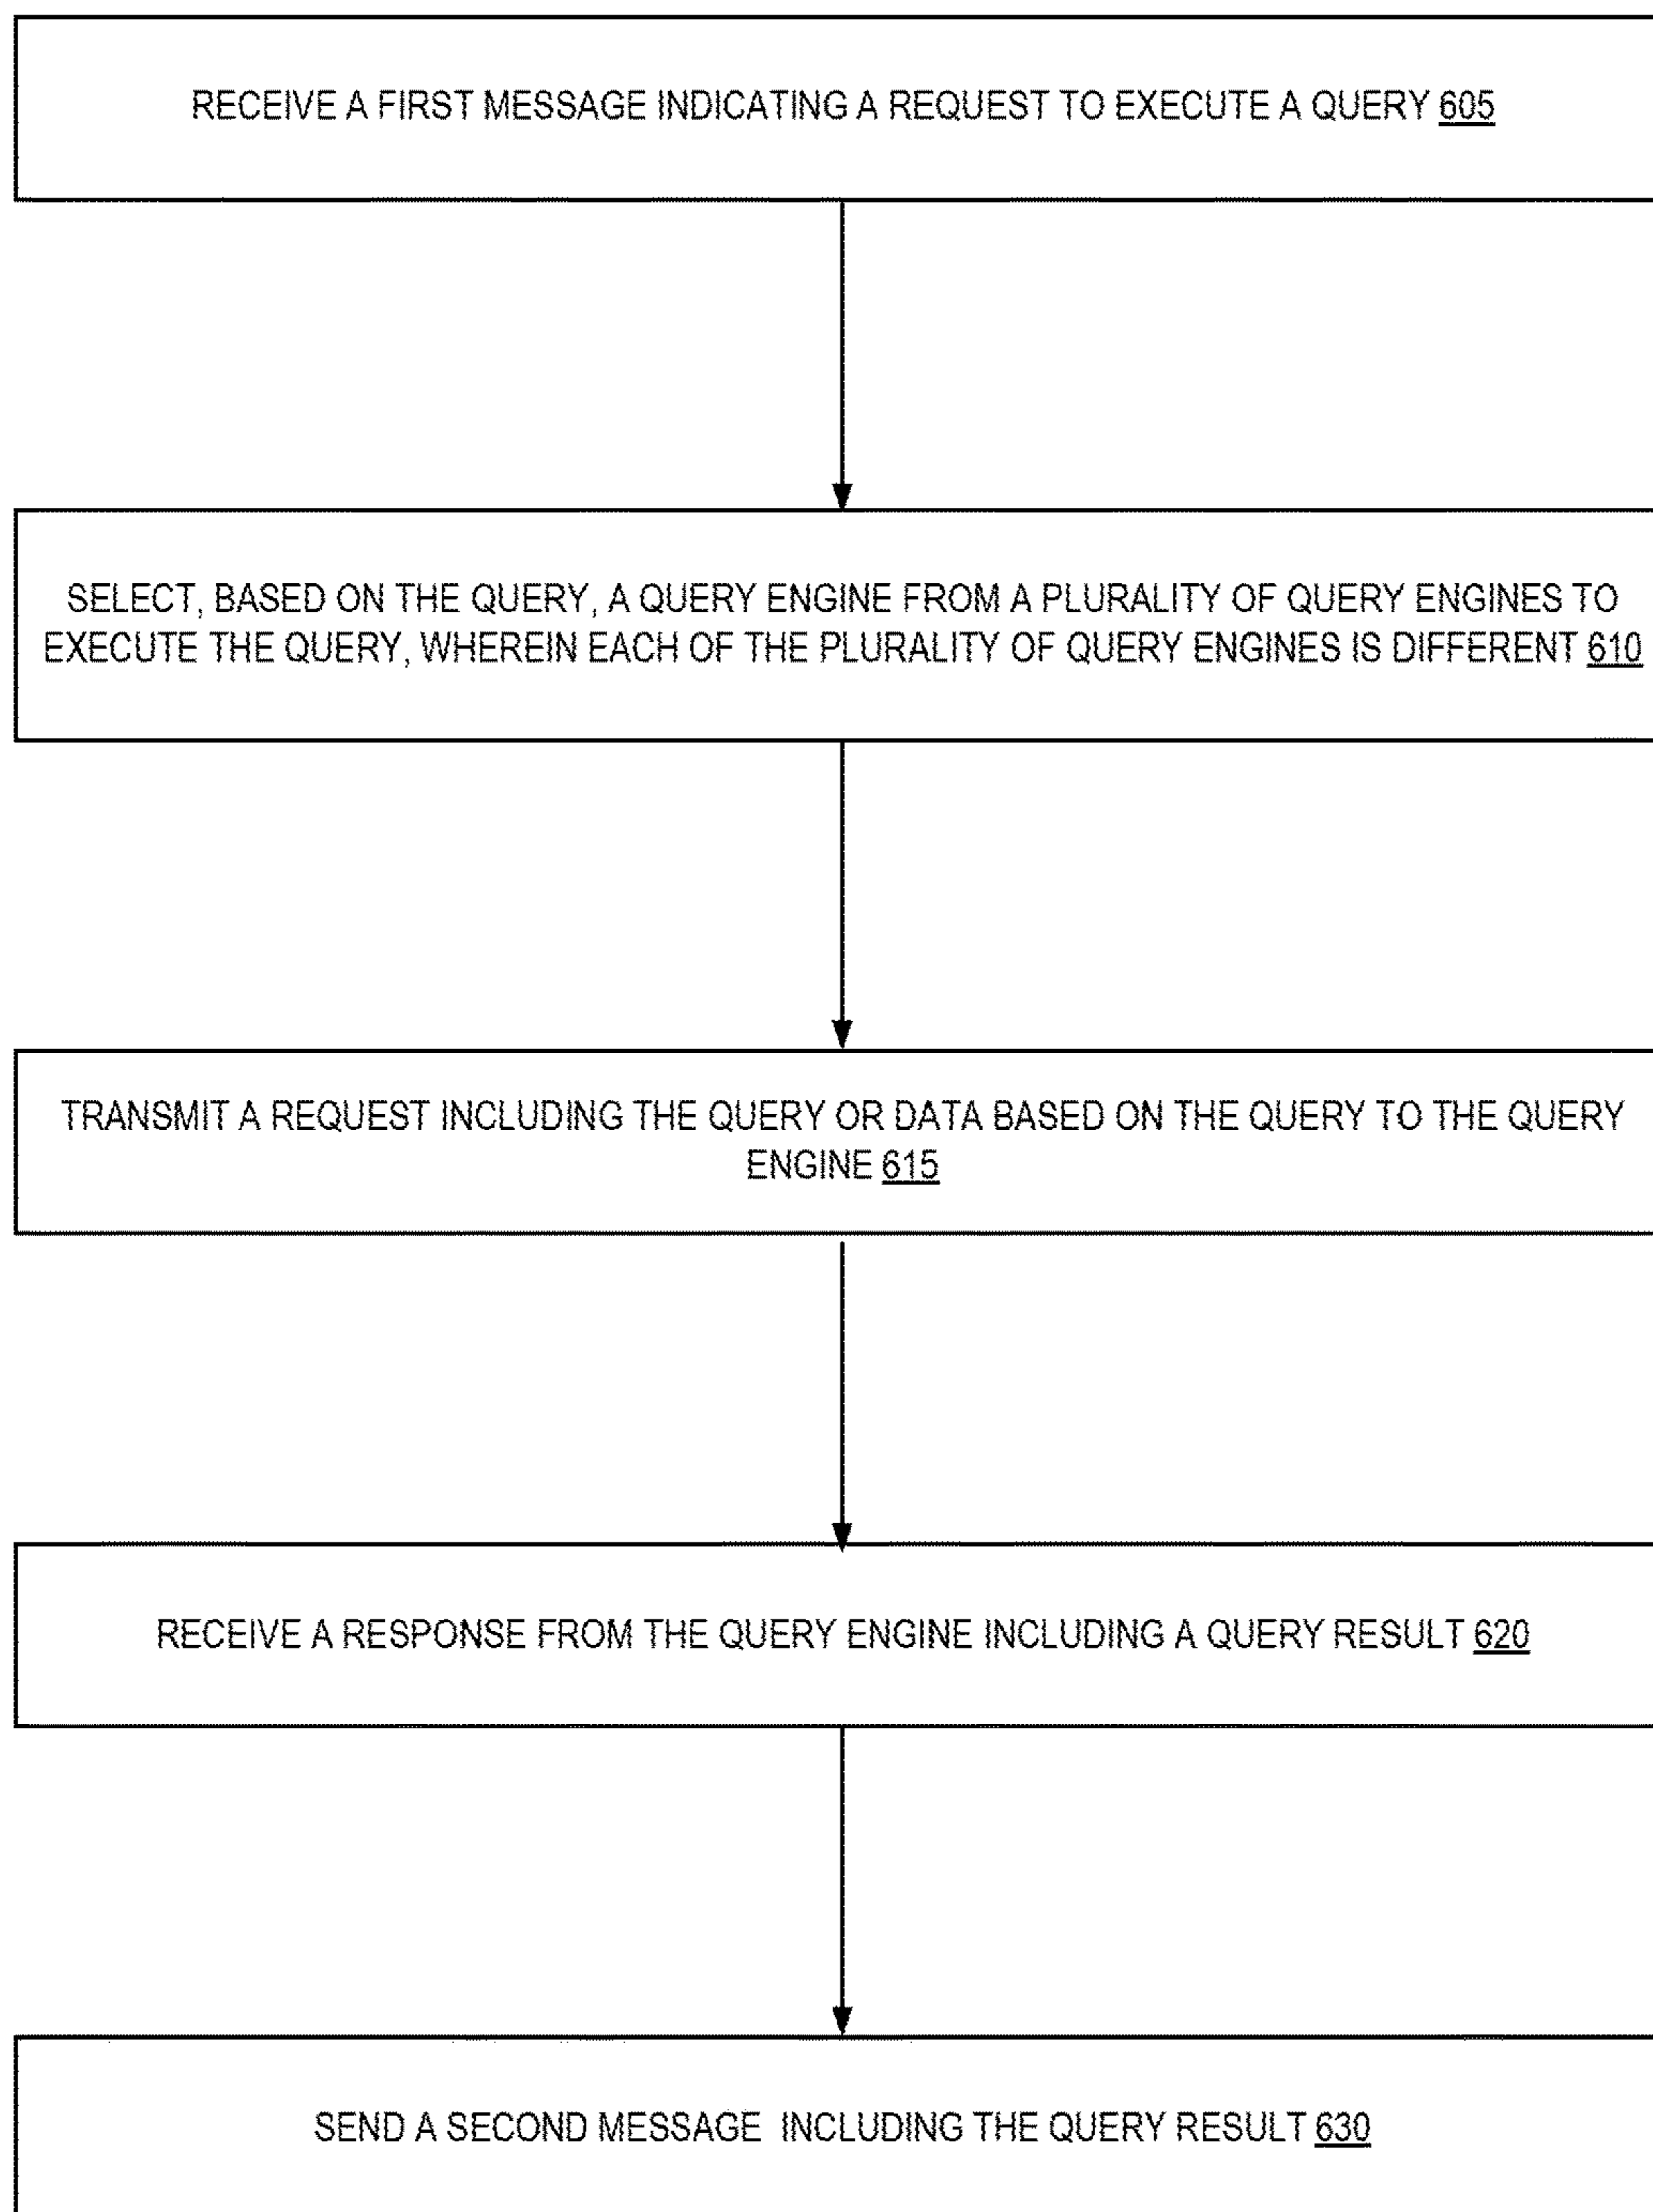 RECEIVE A FIRST MESSAGE INDICATING A REQUEST TO EXECUTE A QUERY 605
SELECT, BASED ON THE QUERY, A QUERY ENGINE FROM A PLURALITY OF QUERY ENGINES TO
EXECUTE THE QUERY, WHEREIN EACH OF THE PLURALITY OF QUERY ENGINES IS DIFFERENT 610
TRANSMIT A REQUEST INCLUDING THE QUERY OR DATA BASED ON THE QUERY TO THE QUERY
ENGINE 615
RECEIVE A RESPONSE FROM THE QUERY ENGINE INCLUDING A QUERY RESULT 620
SEND A SECOND MESSAGE INCLUDING THE QUERY RESULT 630